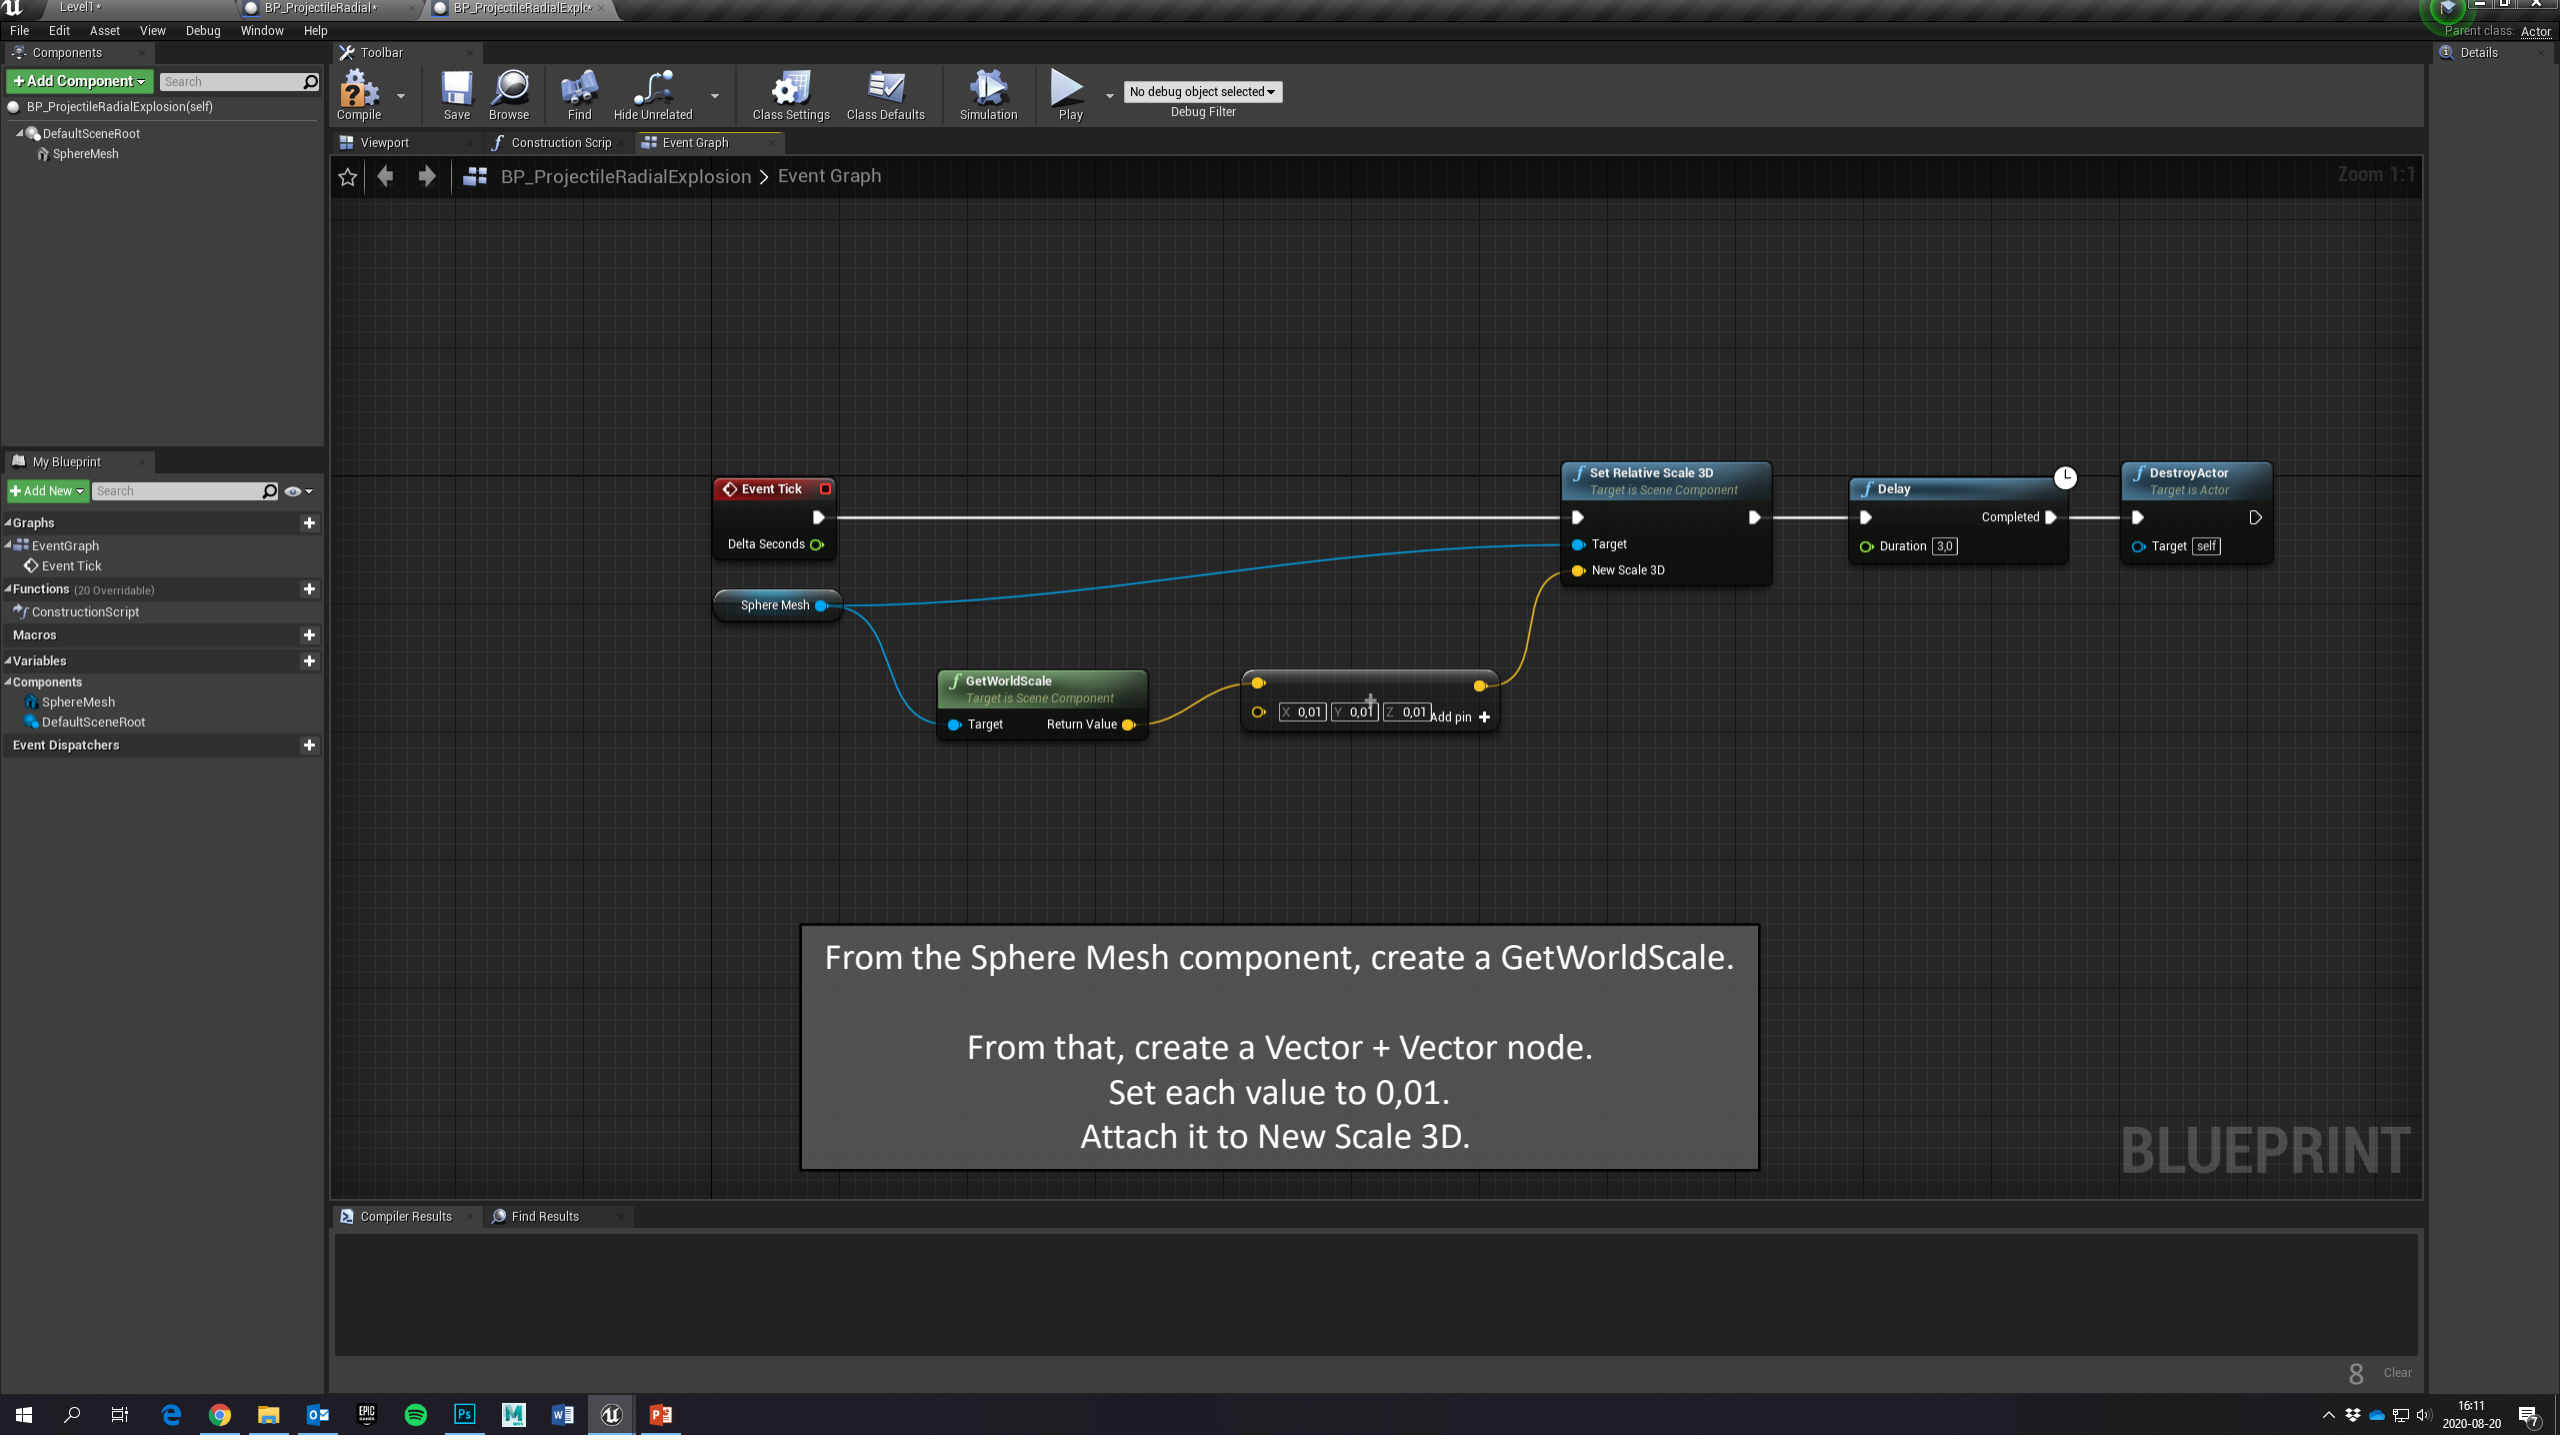 Level1*
BP_ProjectileRadial*
BP_ProjectileRadialExplo*
File Edit Asset View Debug Window Help
Parent class: Actor
Components
Toolbar
Details
Add Component
Search
BP_ProjectileRadialExplosion(self)
DefaultSceneRoot
SphereMesh
Compile
Save
Browse
Find
Hide Unrelated
Class Settings
Class Defaults
Simulation
Play
No debug object selected
Debug Filter
Viewport
Construction Scrip
Event Graph
BP_ProjectileRadialExplosion > Event Graph
Zoom 1:1
My Blueprint
Add New
Search
Graphs
EventGraph
Event Tick
Functions (20 Overridable)
ConstructionScript
Macros
Variables
Components
SphereMesh
DefaultSceneRoot
Event Dispatchers
Event Tick
Delta Seconds
Sphere Mesh
GetWorldScale
Target is Scene Component
Target
Return Value
X 0,01 Y 0,01 Z 0,01 Add pin
Set Relative Scale 3D
Target is Scene Component
Target
New Scale 3D
Delay
Completed
Duration 3,0
DestroyActor
Target is Actor
Target self
From the Sphere Mesh component, create a GetWorldScale.
From that, create a Vector + Vector node.
Set each value to 0,01.
Attach it to New Scale 3D.
BLUEPRINT
Compiler Results
Find Results
8
Clear
EPIC
GAMES
Ps
M
16:11
2020-08-20
7